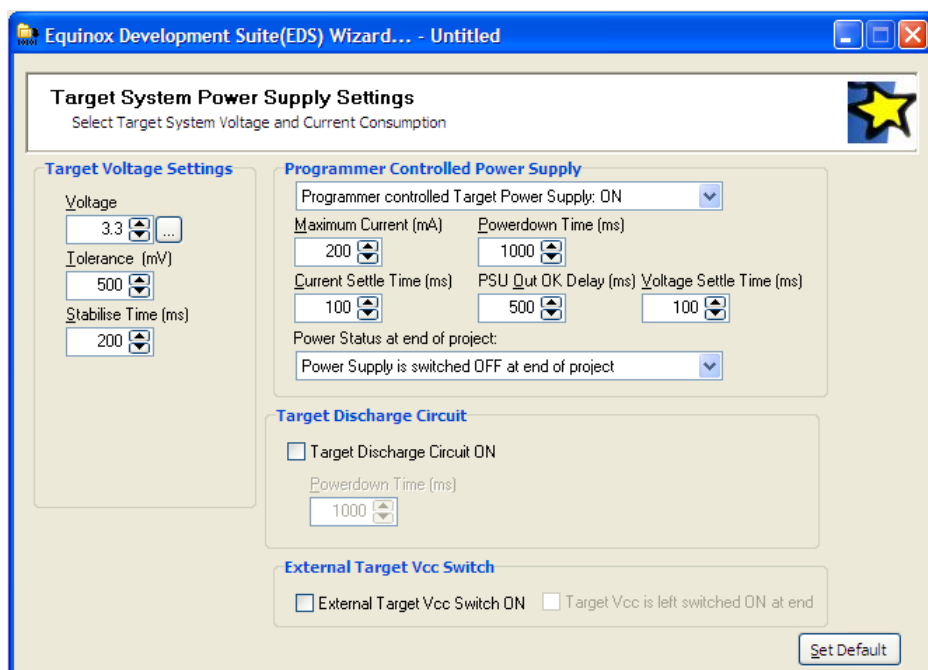 Equinox Development Suite(EDS) Wizard... - Untitled
Target System Power Supply Settings
Select Target System Voltage and Current Consumption
Target Voltage Settings
Voltage
3.3 ...
Tolerance (mV)
500
Stabilise Time (ms)
200
Programmer Controlled Power Supply
Programmer controlled Target Power Supply: ON
Maximum Current (mA) Powerdown Time (ms)
200 1000
Current Settle Time (ms) PSU Out OK Delay (ms) Voltage Settle Time (ms)
100 500 100
Power Status at end of project:
Power Supply is switched OFF at end of project
Target Discharge Circuit
Target Discharge Circuit ON
Powerdown Time (ms)
1000
External Target Vcc Switch
External Target Vcc Switch ON Target Vcc is left switched ON at end
Set Default